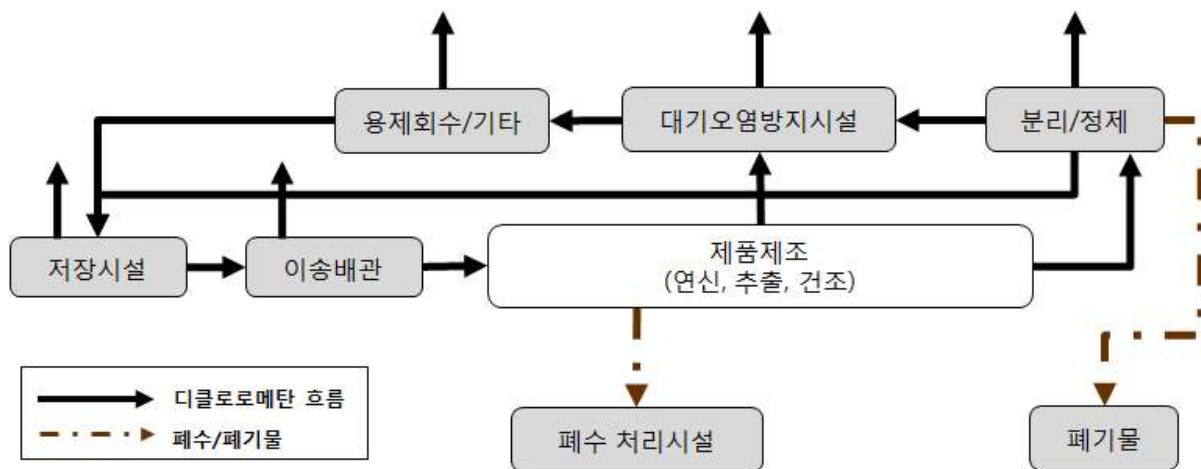 용제회수/기타
대기오염방지시설
분리/정제
저장시설
이송배관
제품제조
(연신, 추출, 건조)
디클로로메탄 흐름
폐수/폐기물
폐수 처리시설
폐기물